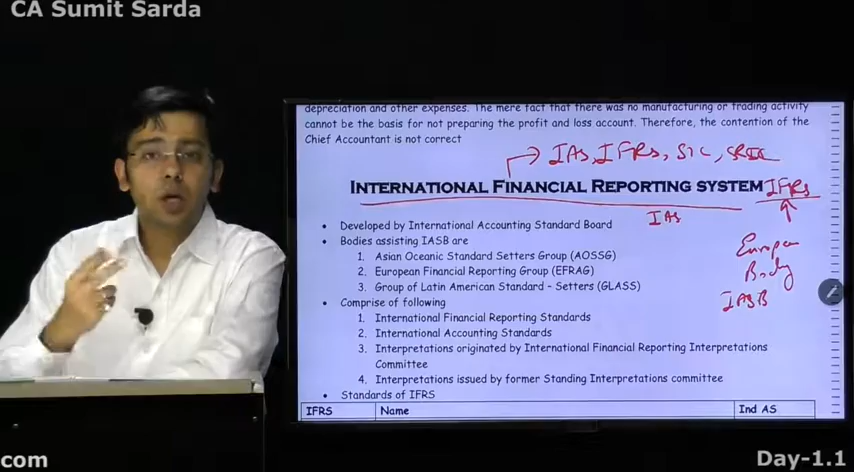 CA Sumit Sarda
depreciation and other expenses. The mere fact that there was no manufacturing or trading activity
cannot be the basis for not preparing the profit and loss account. Therefore, the contention of the
Chief Accountant is not correct
IAS, IFRS, SIC,
INTERNATIONAL FINANCIAL REPORTING SYSTEM IFRS
IAS
• Developed by International Accounting Standard Board
• Bodies assisting IASB are
1. Asian Oceanic Standard Setters Group (AOSSG)
2. European Financial Reporting Group (EFRAG)
3. Group of Latin American Standard – Setters (GLASS)
European
Body
IASB
• Comprise of following
1. International Financial Reporting Standards
2. International Accounting Standards
3. Interpretations originated by International Financial Reporting Interpretations
Committee
4. Interpretations issued by former Standing Interpretations committee
• Standards of IFRS
IFRS Name Ind AS
com
Day-1.1